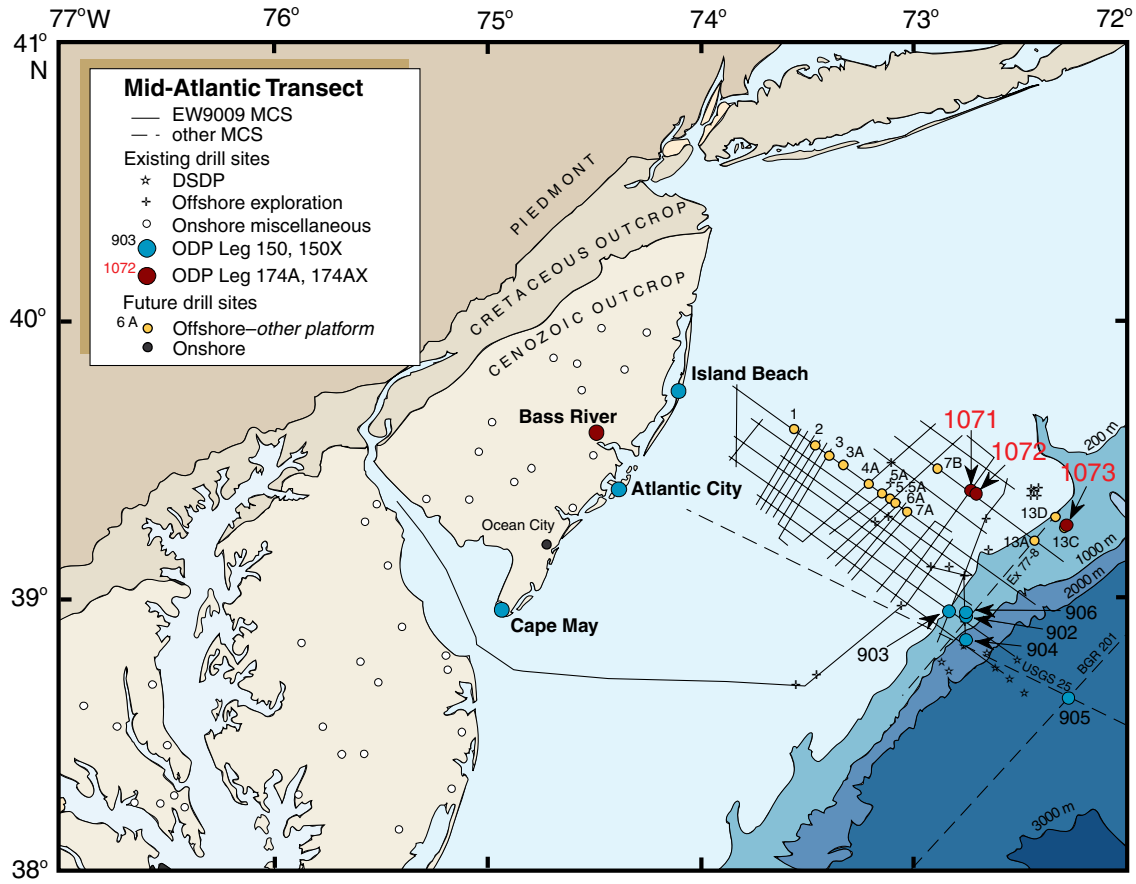 77°W
76°
75°
74°
73°
72°
41°
N
40°
39°
38°
Mid-Atlantic Transect
EW9009 MCS
other MCS
Existing drill sites
DSDP
Offshore exploration
Onshore miscellaneous
903 ODP Leg 150, 150X
1072 ODP Leg 174A, 174AX
Future drill sites
6 A Offshore–other platform
Onshore
PIEDMONT
CRETACEOUS OUTCROP
CENOZOIC OUTCROP
Island Beach
Bass River
Atlantic City
Ocean City
Cape May
1
2
3
3A
4A
5A
5.5A
6A
7A
7B
1071
1072
1073
13D
13A
13C
200 m
1000 m
2000 m
3000 m
Ex 77-8
906
902
904
903
905
USGS 25
BGR 201